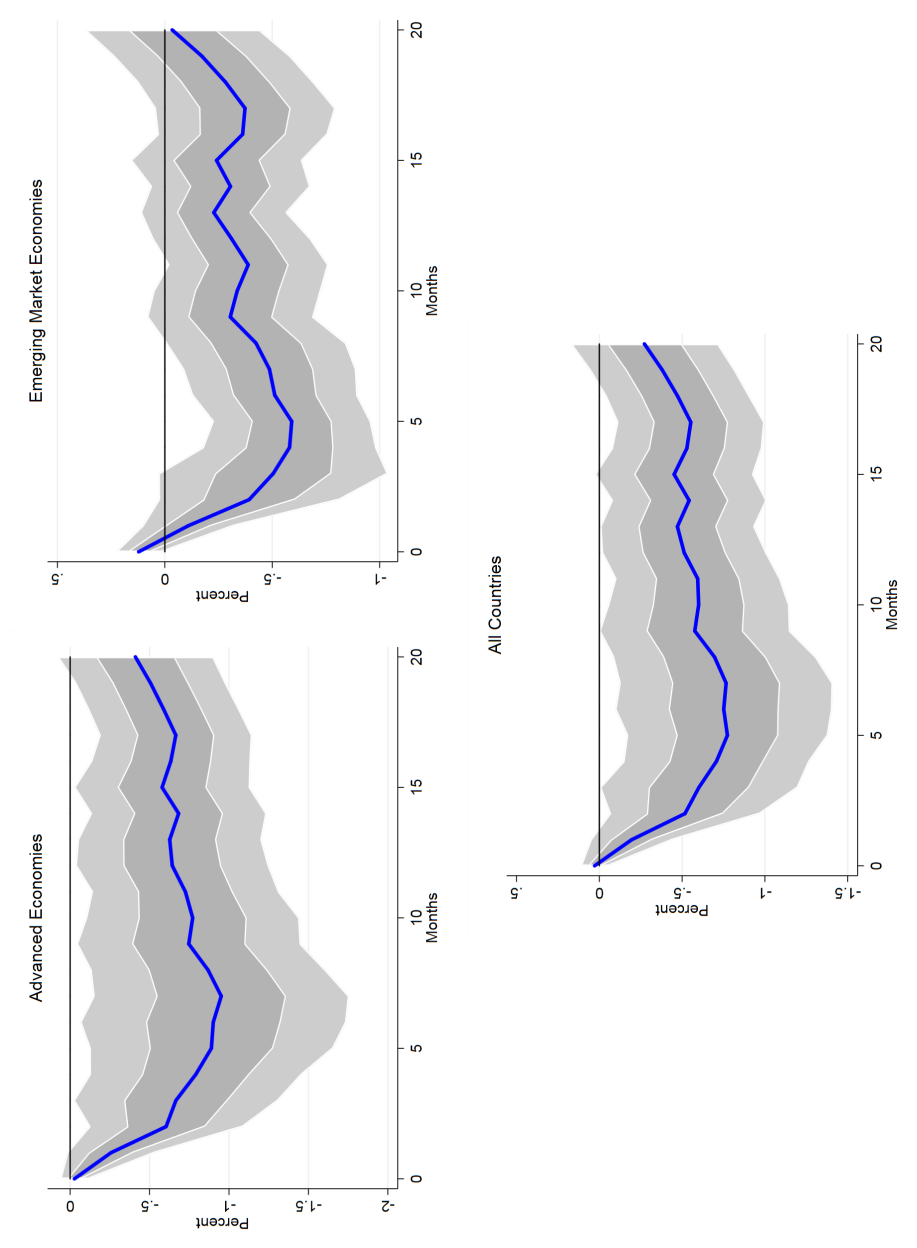 Advanced Economies
Percent
0
-.5
-1
-1.5
-2
0 5 10 15 20
Months
Emerging Market Economies
Percent
.5
0
-.5
-1
0 5 10 15 20
Months
All Countries
Percent
.5
0
-.5
-1
-1.5
0 5 10 15 20
Months